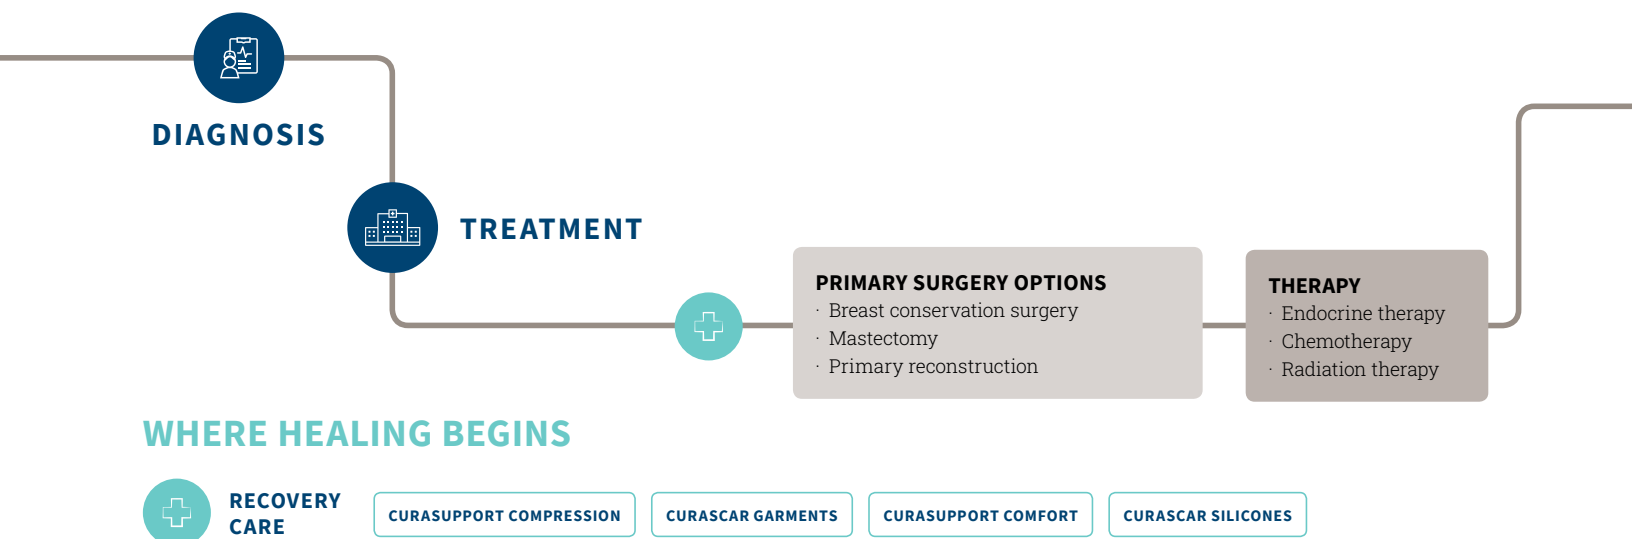 DIAGNOSIS
TREATMENT
PRIMARY SURGERY OPTIONS
· Breast conservation surgery
· Mastectomy
· Primary reconstruction
THERAPY
· Endocrine therapy
· Chemotherapy
· Radiation therapy
WHERE HEALING BEGINS
RECOVERY
CARE
CURASUPPORT COMPRESSION
CURASCAR GARMENTS
CURASUPPORT COMFORT
CURASCAR SILICONES